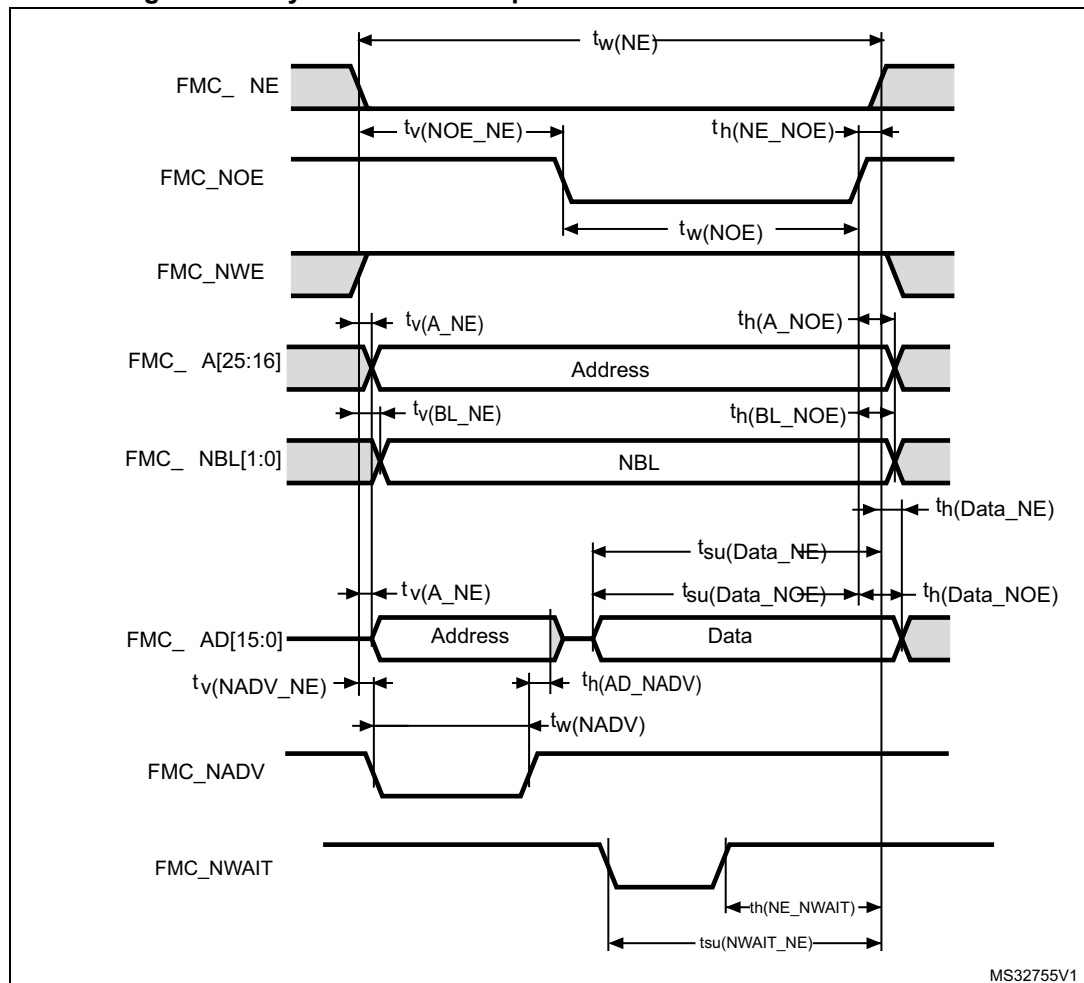 tw(NE)
FMC_ NE
tv(NOE_NE)
th(NE_NOE)
FMC_NOE
tw(NOE)
FMC_NWE
tv(A_NE)
th(A_NOE)
FMC_ A[25:16]
Address
tv(BL_NE)
th(BL_NOE)
FMC_ NBL[1:0]
NBL
th(Data_NE)
tsu(Data_NE)
tv(A_NE)
tsu(Data_NOE)
th(Data_NOE)
FMC_ AD[15:0]
Address
Data
tv(NADV_NE)
th(AD_NADV)
tw(NADV)
FMC_NADV
FMC_NWAIT
th(NE_NWAIT)
tsu(NWAIT_NE)
MS32755V1